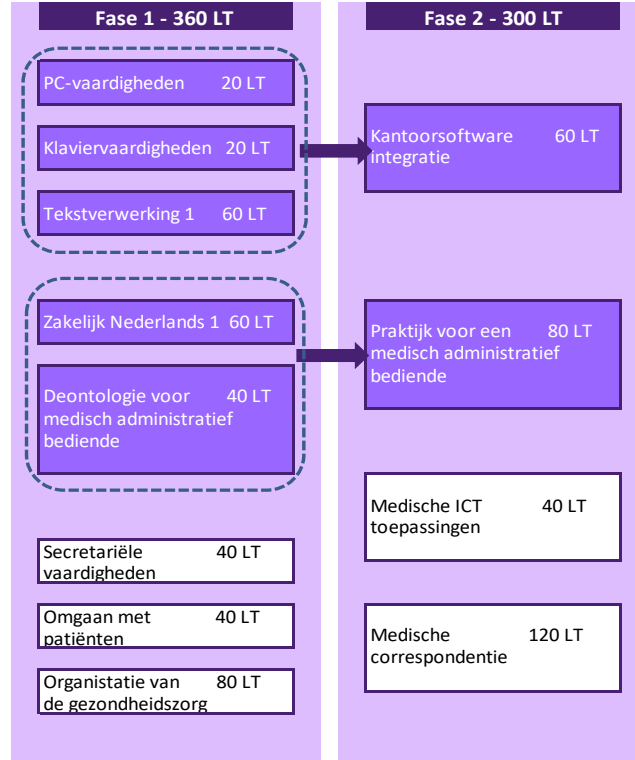 Fase 1 - 360 LT
PC-vaardigheden 20 LT
Klaviervaardigheden 20 LT
Tekstverwerking 1 60 LT
Zakelijk Nederlands 1 60 LT
Deontologie voor 40 LT
medisch administratief
bediende
Secretariële 40 LT
vaardigheden
Omgaan met 40 LT
patiënten
Organistatie van 80 LT
de gezondheidszorg
Fase 2 - 300 LT
Kantoorsoftware 60 LT
integratie
Praktijk voor een 80 LT
medisch administratief
bediende
Medische ICT 40 LT
toepassingen
Medische 120 LT
correspondentie